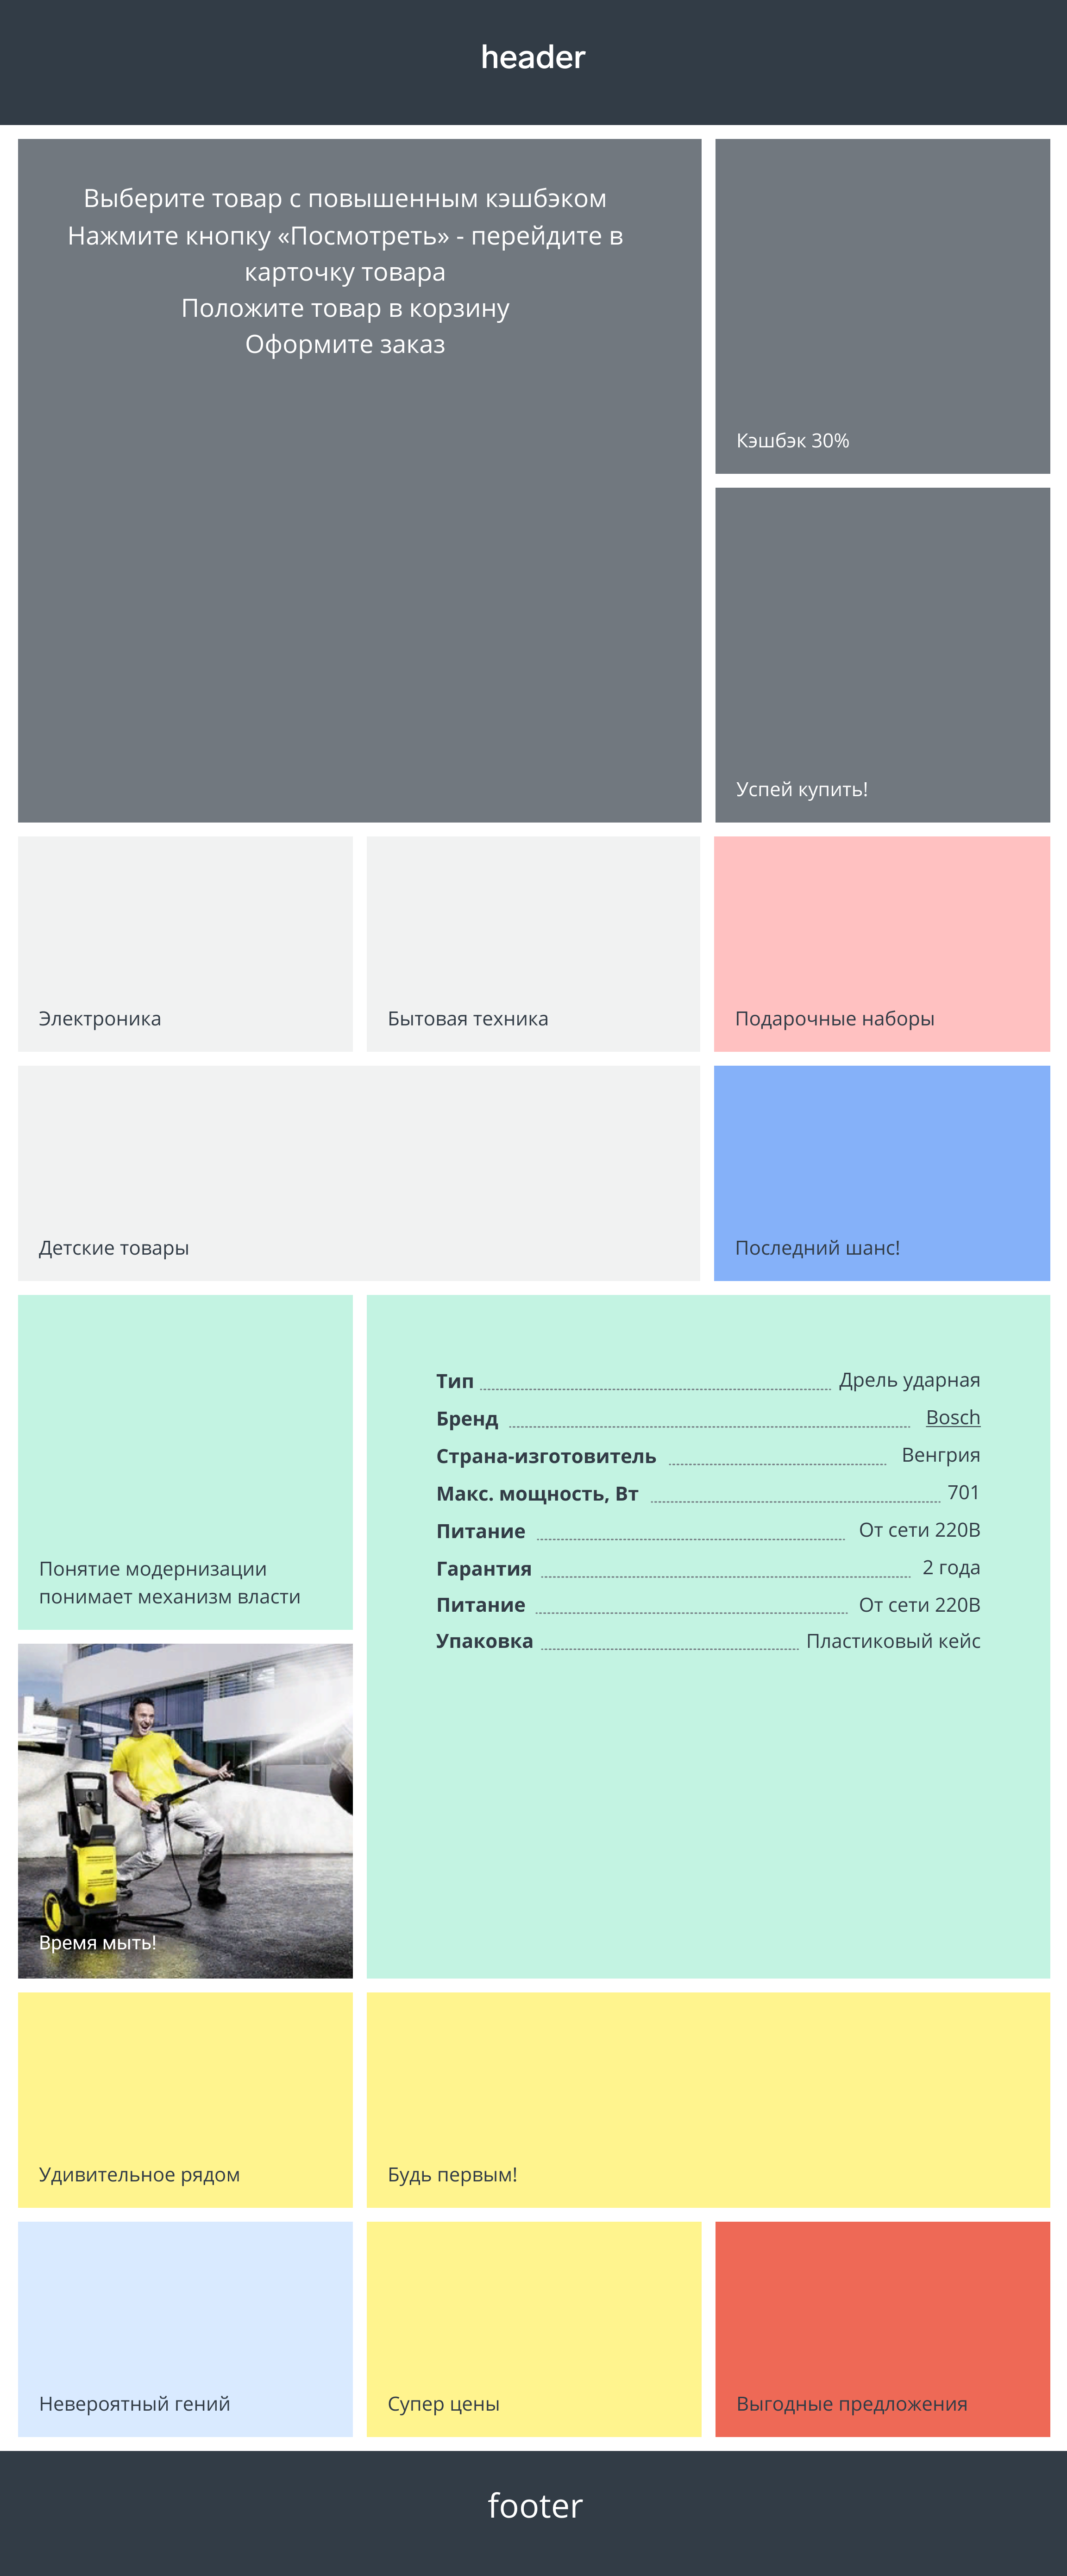 header
Выберите товар с повышенным кэшбэком
Нажмите кнопку «Посмотреть» - перейдите в
карточку товара
Положите товар в корзину
Оформите заказ
Кэшбэк 30%
Успей купить!
Электроника
Бытовая техника
Подарочные наборы
Детские товары
Последний шанс!
Понятие модернизации
понимает механизм власти
Тип Дрель ударная
Бренд Bosch
Страна-изготовитель Венгрия
Макс. мощность, Вт 701
Питание От сети 220В
Гарантия 2 года
Питание От сети 220В
Упаковка Пластиковый кейс
Время мыть!
Удивительное рядом
Будь первым!
Невероятный гений
Супер цены
Выгодные предложения
footer